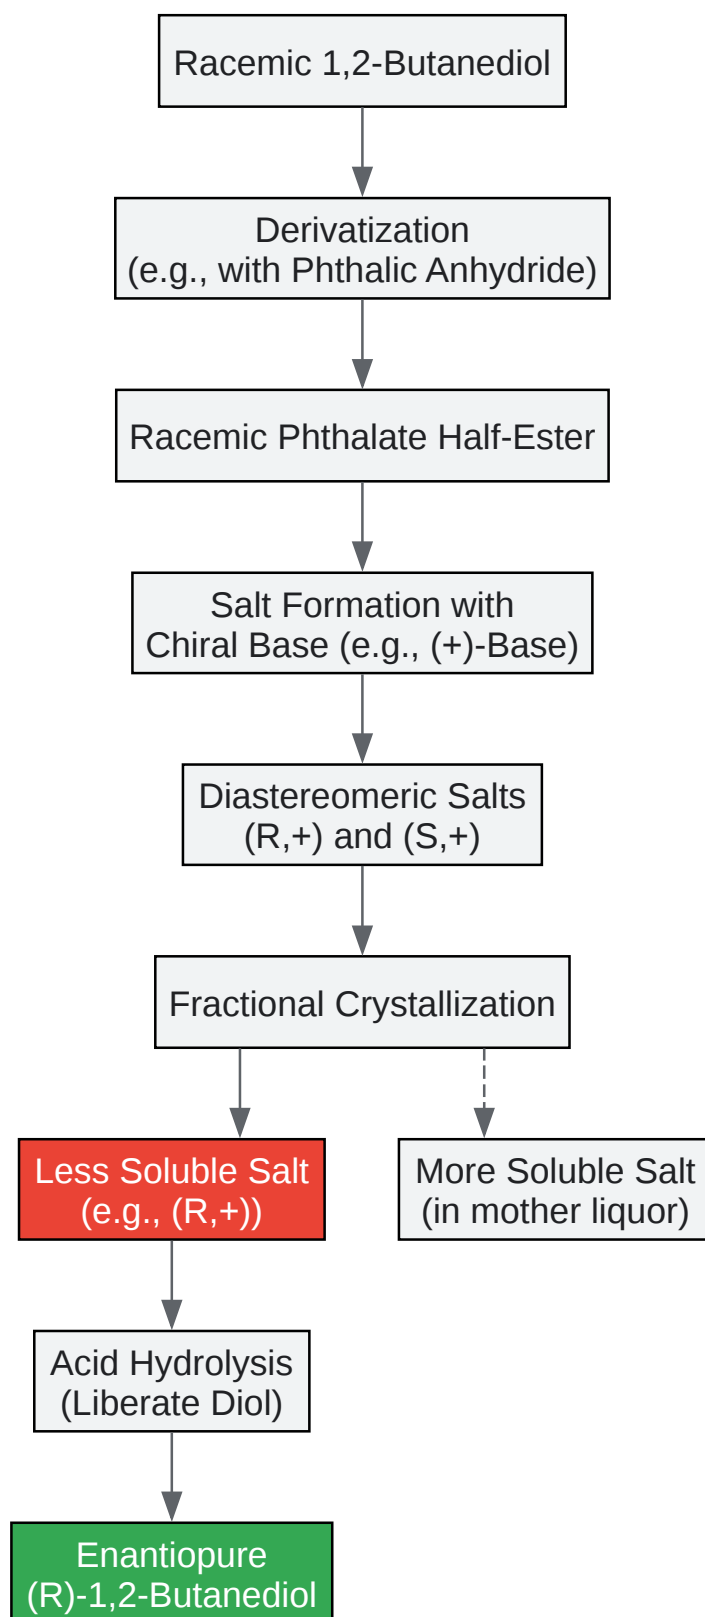 Racemic 1,2-Butanediol
Derivatization
(e.g., with Phthalic Anhydride)
Racemic Phthalate Half-Ester
Salt Formation with
Chiral Base (e.g., (+)-Base)
Diastereomeric Salts
(R,+) and (S,+)
Fractional Crystallization
Less Soluble Salt
(e.g., (R,+))
More Soluble Salt
(in mother liquor)
Acid Hydrolysis
(Liberate Diol)
Enantiopure
(R)-1,2-Butanediol